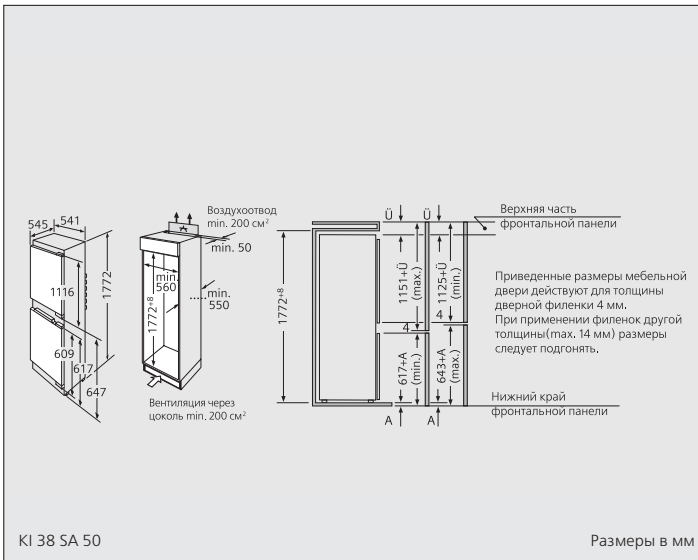 545 541
1116
1772
609
617
647
Воздухоотвод
min. 200 см²
min. 50
min.
560
min.
550
1772⁺⁸
Вентиляция через
цоколь min. 200 см²
1772⁺⁸
Ü Ü
1151+Ü
(max.)
1125+Ü
(min.)
4 4
617+A
(min.)
643+A
(max.)
A A
Верхняя часть
фронтальной панели
Приведенные размеры мебельной
двери действуют для толщины
дверной филенки 4 мм.
При применении филенок другой
толщины(max. 14 мм) размеры
следует подгонять.
Нижний край
фронтальной панели
KI 38 SA 50
Размеры в мм